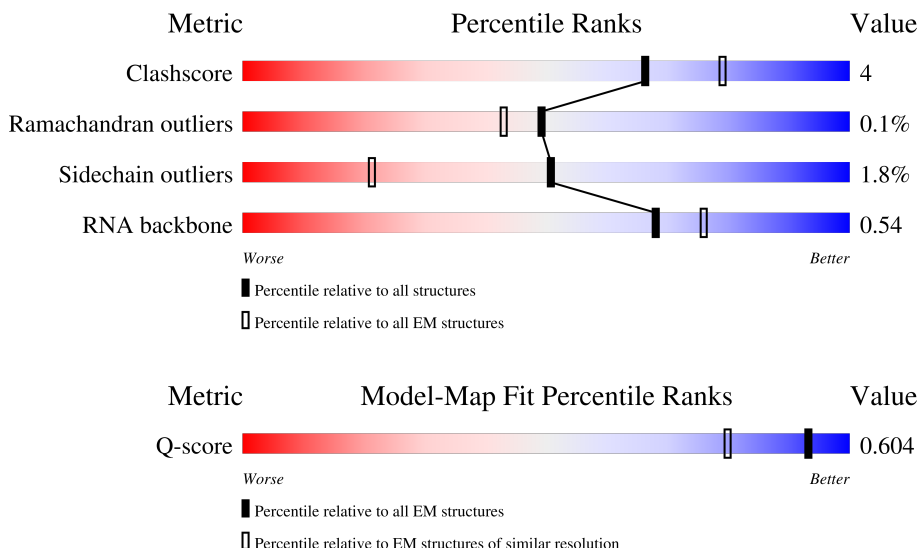 Metric Percentile Ranks Value
Clashscore 4
Ramachandran outliers 0.1%
Sidechain outliers 1.8%
RNA backbone 0.54
Worse Better
Percentile relative to all structures
Percentile relative to all EM structures
Metric Model-Map Fit Percentile Ranks Value
Q-score 0.604
Worse Better
Percentile relative to all EM structures
Percentile relative to EM structures of similar resolution